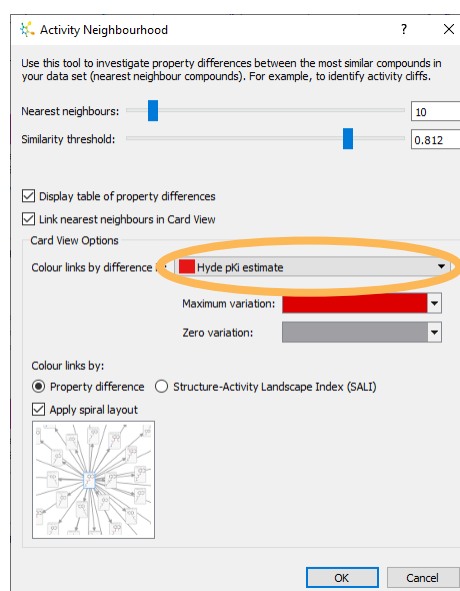 Activity Neighbourhood
?
Use this tool to investigate property differences between the most similar compounds in
your data set (nearest neighbour compounds). For example, to identify activity cliffs.
Nearest neighbours:
10
Similarity threshold:
0.812
Display table of property differences
Link nearest neighbours in Card View
Card View Options
Colour links by difference
Hyde pKi estimate
Maximum variation:
Zero variation:
Colour links by:
Property difference
Structure-Activity Landscape Index (SALI)
Apply spiral layout
OK
Cancel